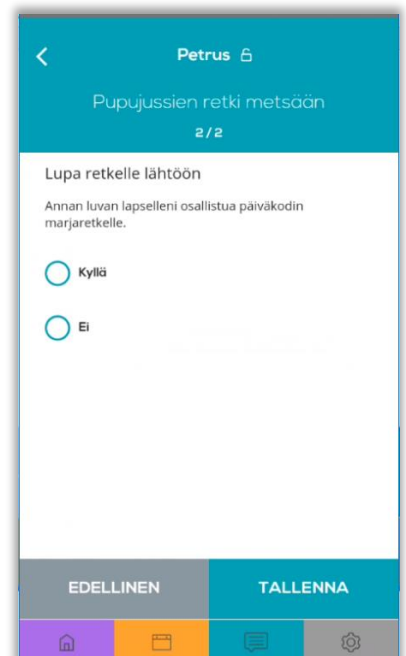 Petrus
Pupujussien retki metsään
2/2
Lupa retkelle lähtöön
Annan luvan lapselleni osallistua päiväkodin
marjaretkelle.
Kyllä
Ei
EDELLINEN TALLENNA